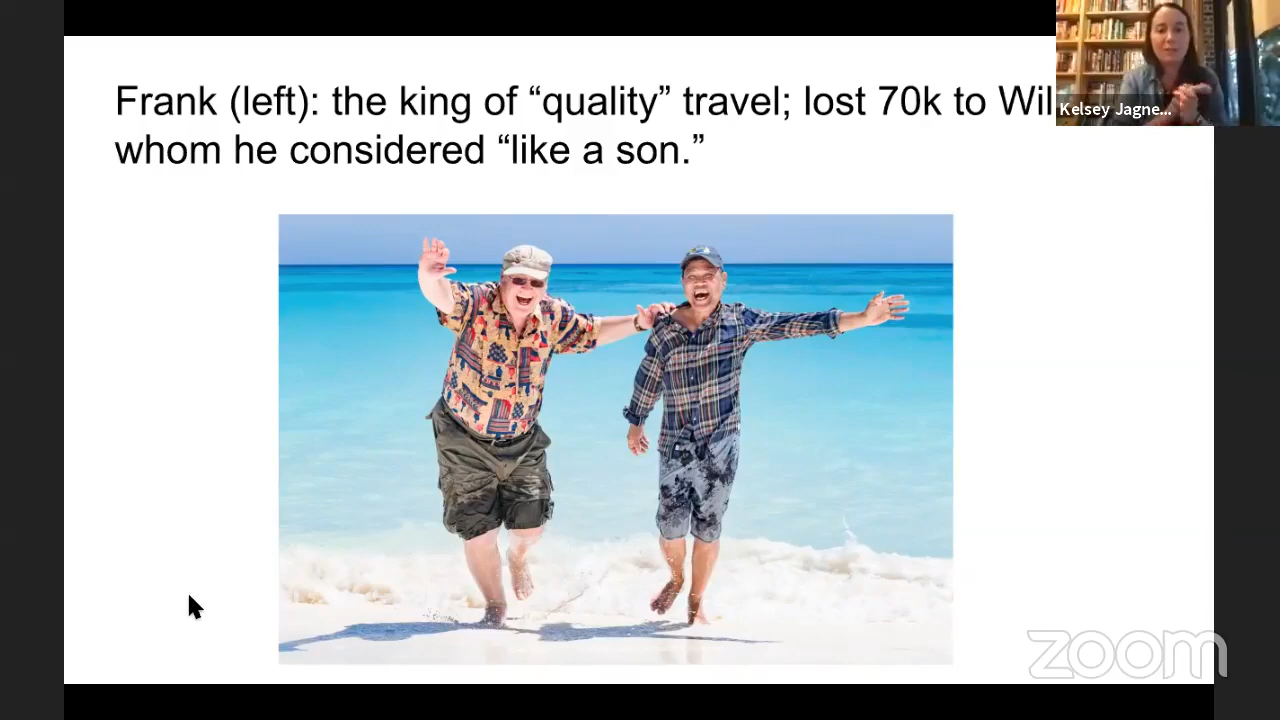 Frank (left): the king of “quality” travel; lost 70k to Wil
whom he considered “like a son.”
Kelsey Jagne...
zoom